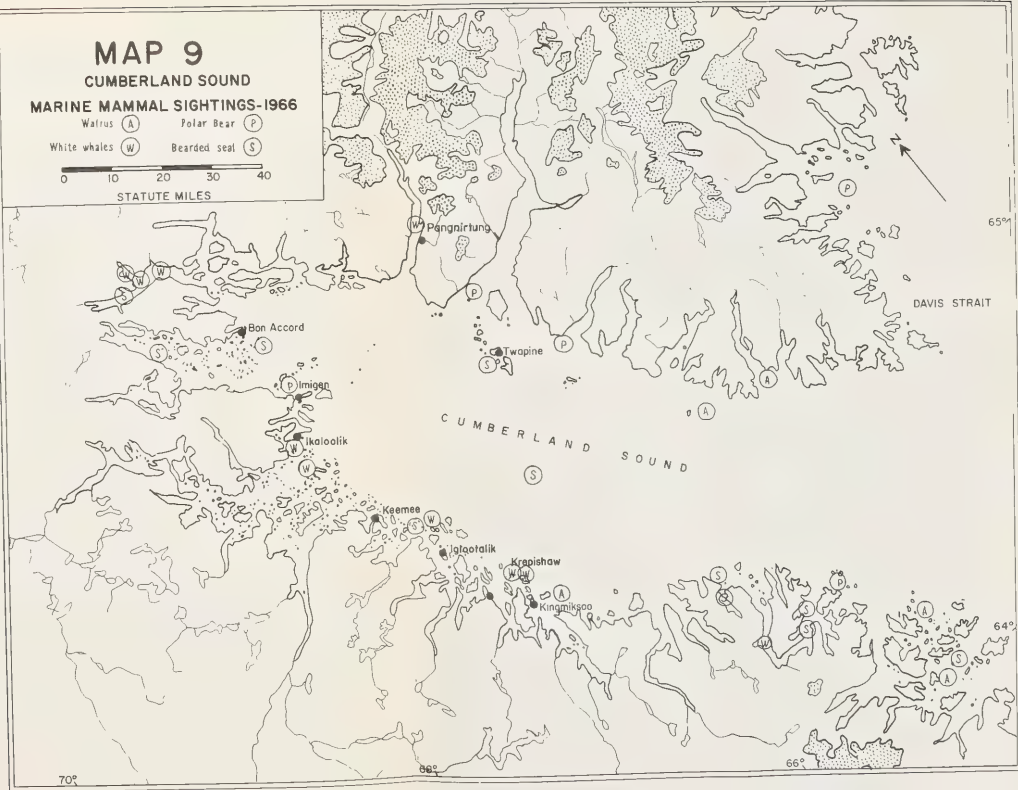 MAP 9
CUMBERLAND SOUND
MARINE MAMMAL SIGHTINGS-1966
Walrus A Polar Bear P
White whales W Bearded seal S
0 10 20 30 40
STATUTE MILES
N
P
65°
W
Pangnirtung
W W W
S
P
DAVIS STRAIT
Bon Accord
S
S
Twapine
P
S
A
P Imigen
A
CUMBERLAND SOUND
Ikaloolik
W
W
S
Keemee
S W
Iglootalik
Krepishaw
W W
S
P
A
Kingmiksoo
S
A
S
64°
W
S
A
68°
66°
70°